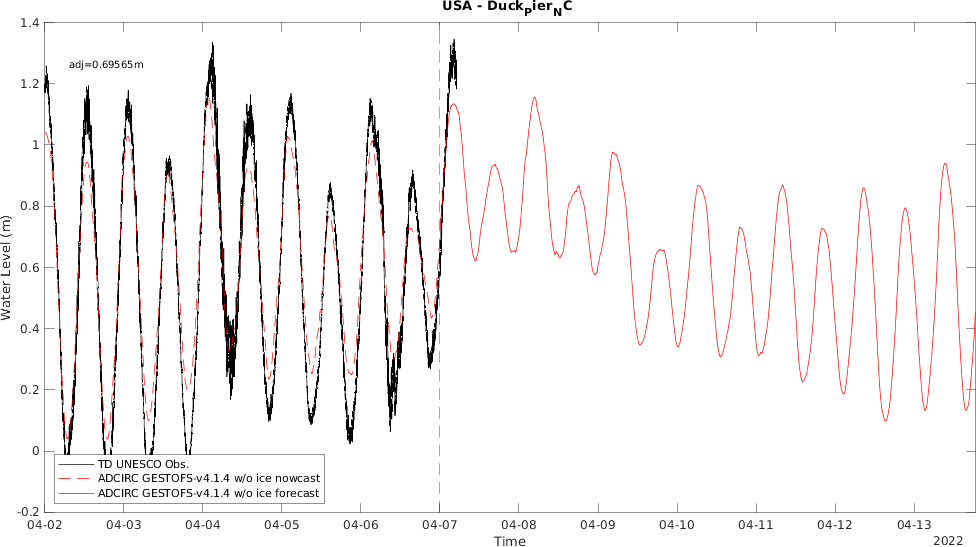 USA - DuckPierNC
1.4
adj=0.69565m
1.2
1
0.8
0.6
0.4
0.2
0
-0.2
Water Level (m)
TD UNESCO Obs.
ADCIRC GESTOFS-v4.1.4 w/o ice nowcast
ADCIRC GESTOFS-v4.1.4 w/o ice forecast
04-02 04-03 04-04 04-05 04-06 04-07 04-08 04-09 04-10 04-11 04-12 04-13
Time
2022